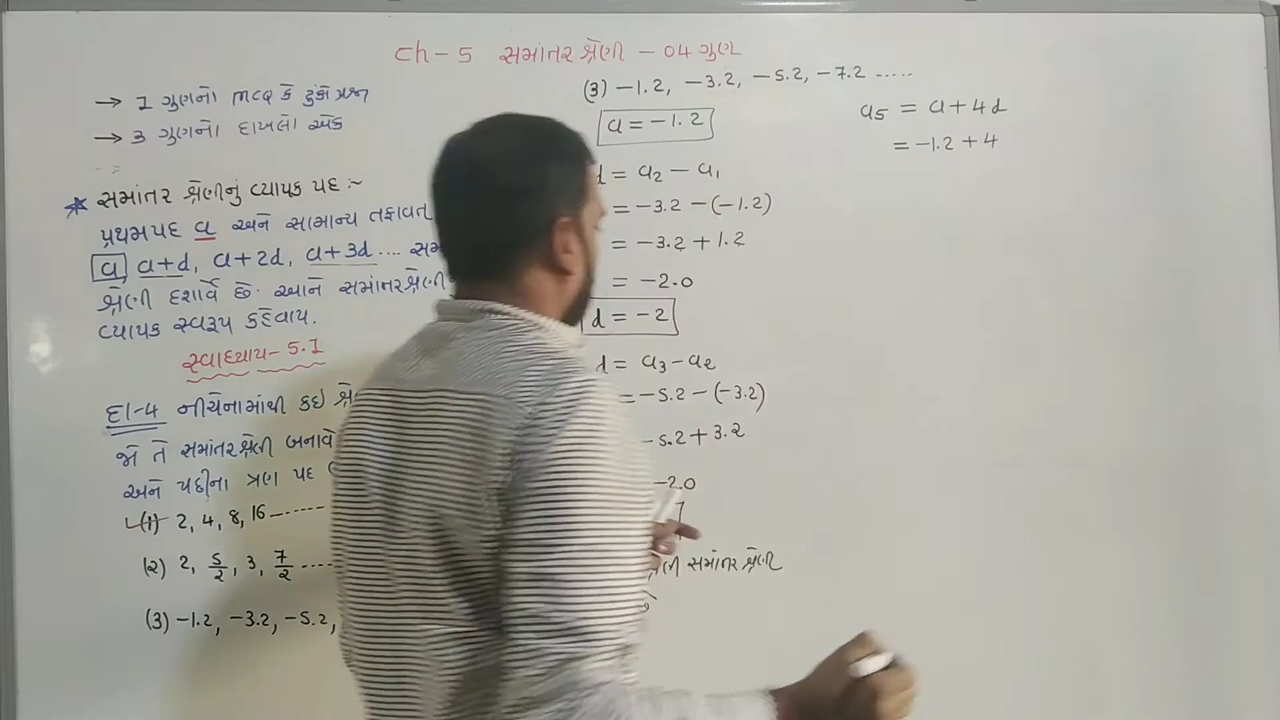 Ch-5 સમાંતર શ્રેણી - 04 ગુણ
→ 1 ગુણનો MCQ કે ટુંકો પ્રશ્ન
→ 3 ગુણનો દાખલો એક
* સમાંતર શ્રેણીનું વ્યાપક પદ :~
પ્રથમપદ a અને સામાન્ય તફાવત
a, a+d, a+2d, a+3d....
શ્રેણી દર્શાવે છે. આને સમાંતરશ્રેણી
વ્યાપક સ્વરૂપ કહેવાય.
સ્વાધ્યાય-5.1
દા-4 નીચેનામાંથી કઇ
જો તે સમાંતરશ્રેણી બનાવે
અને પછીના ત્રણ પદ
(1) 2, 4, 8, 16------
(2) 2, 5/2, 3, 7/2 ----
(3) -1.2, -3.2, -5.2,
(3) -1.2, -3.2, -5.2, -7.2 .....
a = -1.2
d = a₂ - a₁
= -3.2 - (-1.2)
= -3.2 + 1.2
= -2.0
d = -2
d = a₃ - a₂
= -5.2 - (-3.2)
-5.2 + 3.2
-2.0
સમાંતર શ્રેણી
છે
a₅ = a + 4d
= -1.2 + 4